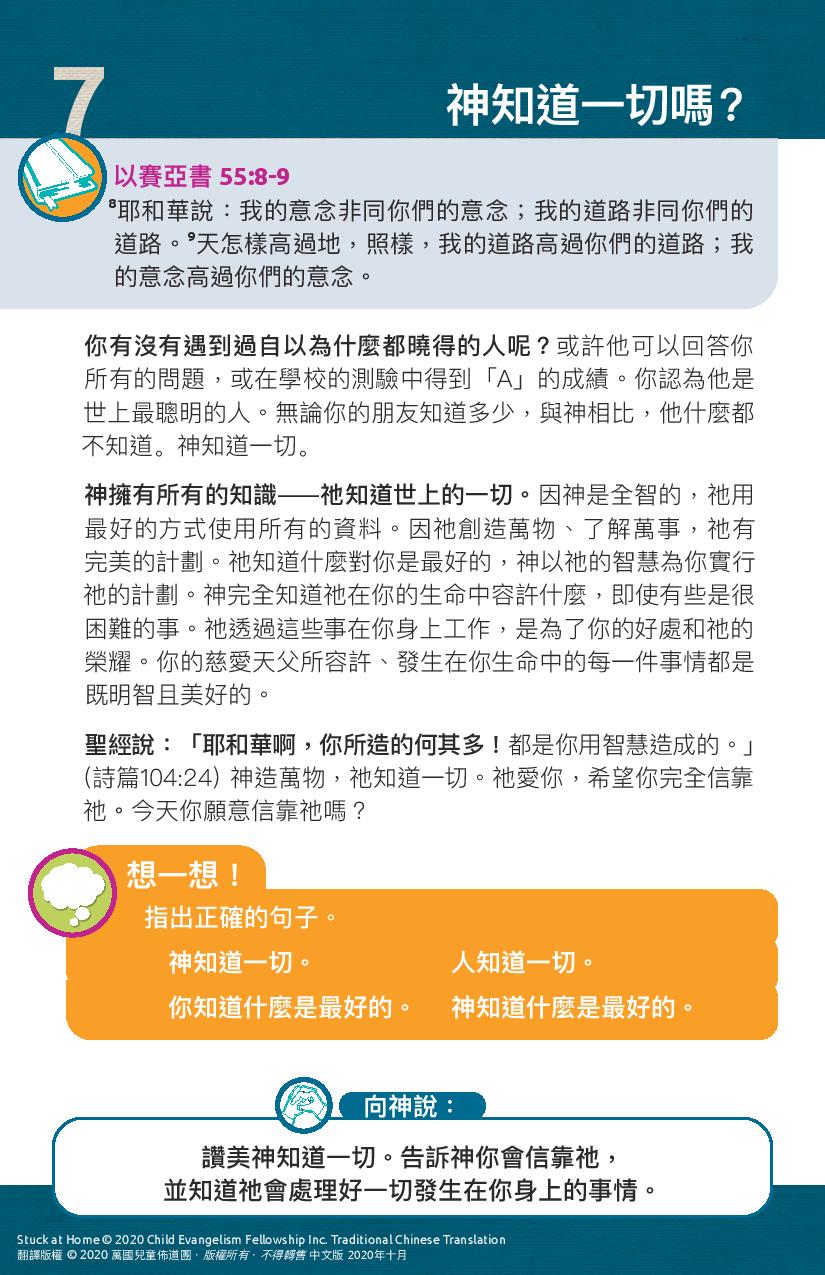 7
神知道一切嗎？
以賽亞書 55:8-9
⁸耶和華說：我的意念非同你們的意念；我的道路非同你們的
道路。⁹天怎樣高過地，照樣，我的道路高過你們的道路；我
的意念高過你們的意念。
你有沒有遇到過自以為什麼都曉得的人呢？或許他可以回答你
所有的問題，或在學校的測驗中得到「A」的成績。你認為他是
世上最聰明的人。無論你的朋友知道多少，與神相比，他什麼都
不知道。神知道一切。
神擁有所有的知識——祂知道世上的一切。因神是全智的，祂用
最好的方式使用所有的資料。因祂創造萬物、了解萬事，祂有
完美的計劃。祂知道什麼對你是最好的，神以祂的智慧為你實行
祂的計劃。神完全知道祂在你的生命中容許什麼，即使有些是很
困難的事。祂透過這些事在你身上工作，是為了你的好處和祂的
榮耀。你的慈愛天父所容許、發生在你生命中的每一件事情都是
既明智且美好的。
聖經說：「耶和華啊，你所造的何其多！都是你用智慧造成的。」
(詩篇104:24) 神造萬物，祂知道一切。祂愛你，希望你完全信靠
祂。今天你願意信靠祂嗎？
想一想！
指出正確的句子。
神知道一切。 人知道一切。
你知道什麼是最好的。 神知道什麼是最好的。
向神說：
讚美神知道一切。告訴神你會信靠祂，
並知道祂會處理好一切發生在你身上的事情。
Stuck at Home © 2020 Child Evangelism Fellowship Inc. Traditional Chinese Translation
翻譯版權 © 2020 萬國兒童佈道團．版權所有．不得轉售 中文版 2020年十月